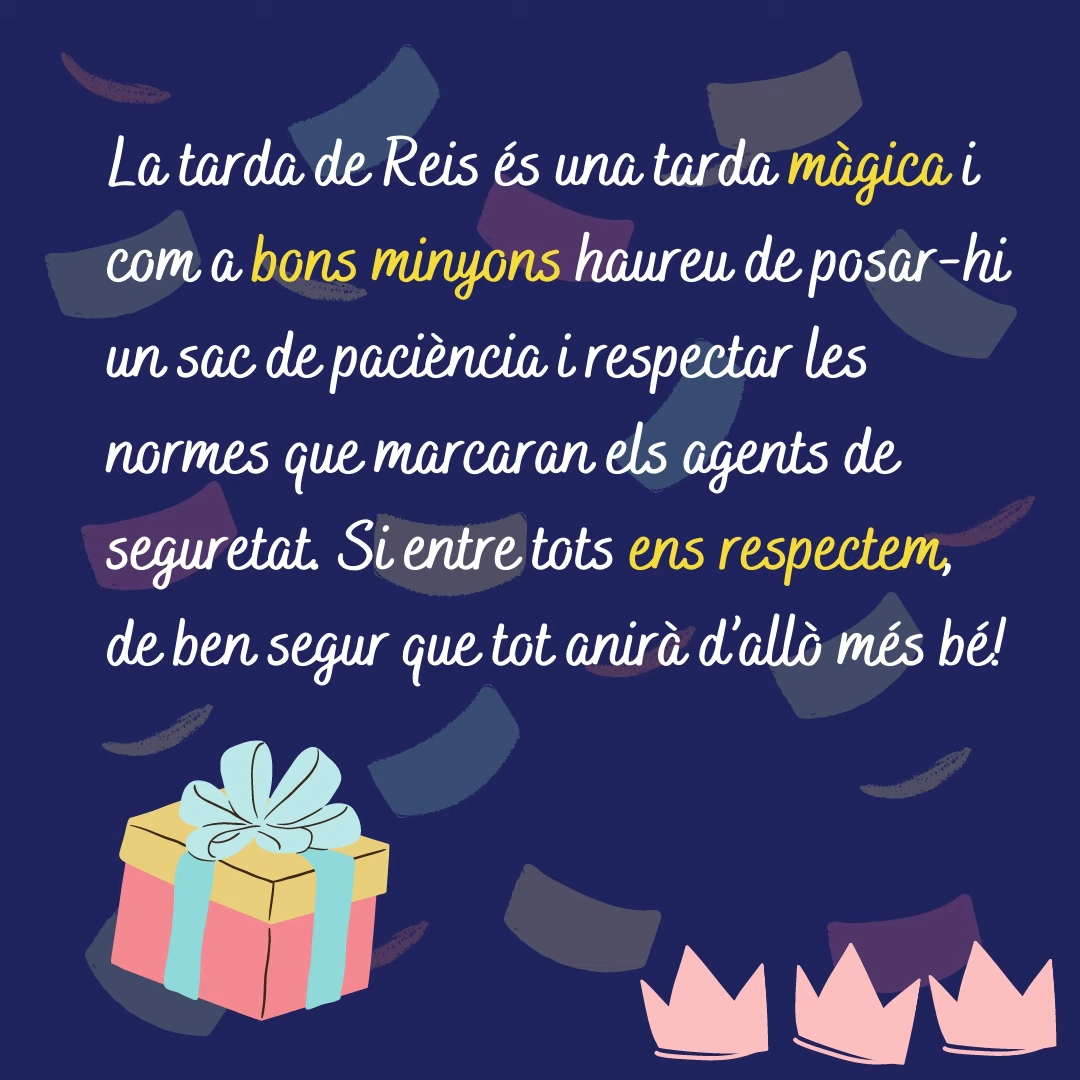 La tarda de Reis és una tarda màgica i
com a bons minyons haureu de posar-hi
un sac de paciència i respectar les
normes que marcaran els agents de
seguretat. Si entre tots ens respectem,
de ben segur que tot anirà d'allò més bé!